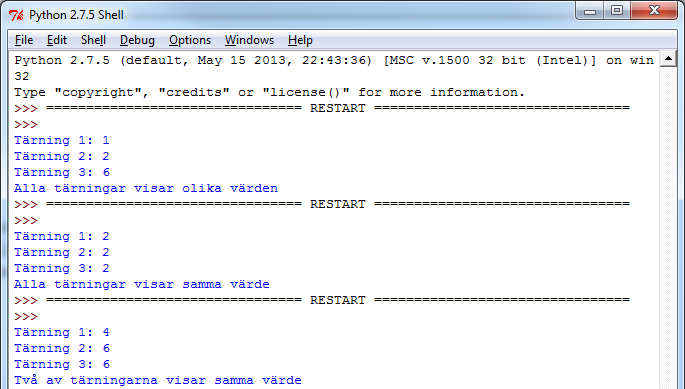 Python 2.7.5 Shell
File Edit Shell Debug Options Windows Help
Python 2.7.5 (default, May 15 2013, 22:43:36) [MSC v.1500 32 bit (Intel)] on win
32
Type "copyright", "credits" or "license()" for more information.
>>> ================================ RESTART ================================
>>>
Tärning 1: 1
Tärning 2: 2
Tärning 3: 6
Alla tärningar visar olika värden
>>> ================================ RESTART ================================
>>>
Tärning 1: 2
Tärning 2: 2
Tärning 3: 2
Alla tärningar visar samma värde
>>> ================================ RESTART ================================
>>>
Tärning 1: 4
Tärning 2: 6
Tärning 3: 6
Två av tärningarna visar samma värde